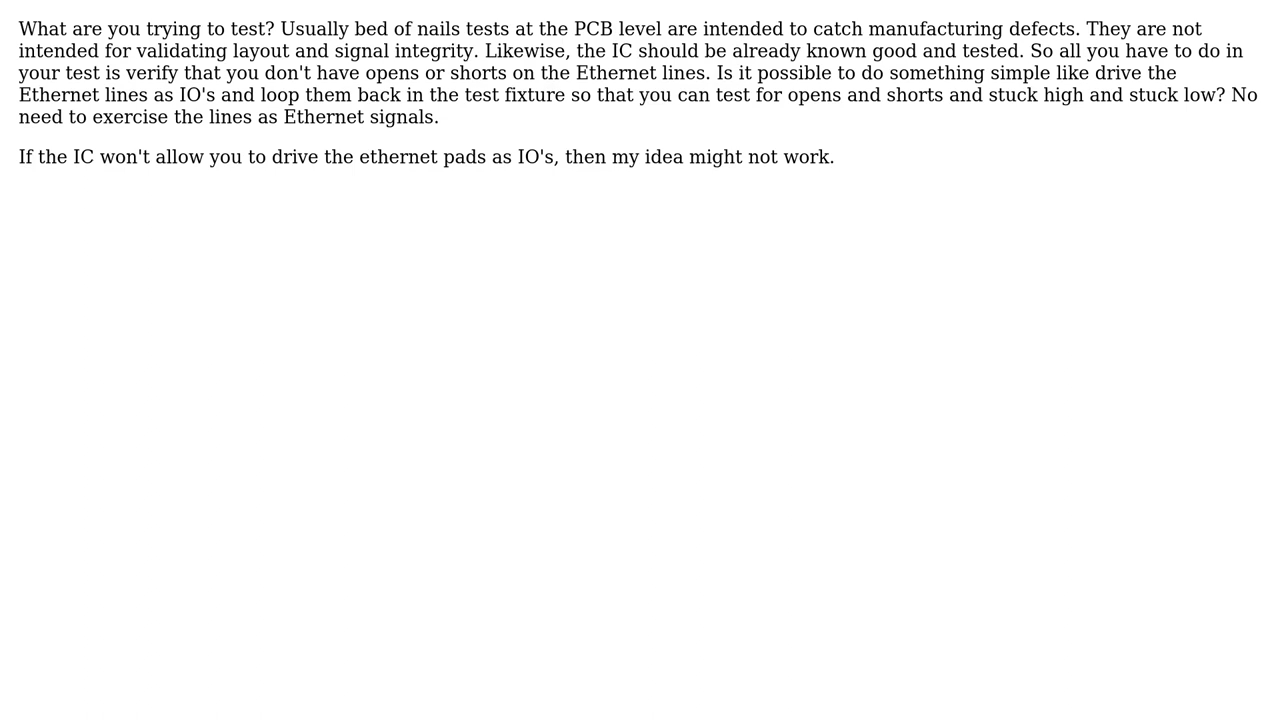 What are you trying to test? Usually bed of nails tests at the PCB level are intended to catch manufacturing defects. They are not
intended for validating layout and signal integrity. Likewise, the IC should be already known good and tested. So all you have to do in
your test is verify that you don't have opens or shorts on the Ethernet lines. Is it possible to do something simple like drive the
Ethernet lines as IO's and loop them back in the test fixture so that you can test for opens and shorts and stuck high and stuck low? No
need to exercise the lines as Ethernet signals.
If the IC won't allow you to drive the ethernet pads as IO's, then my idea might not work.